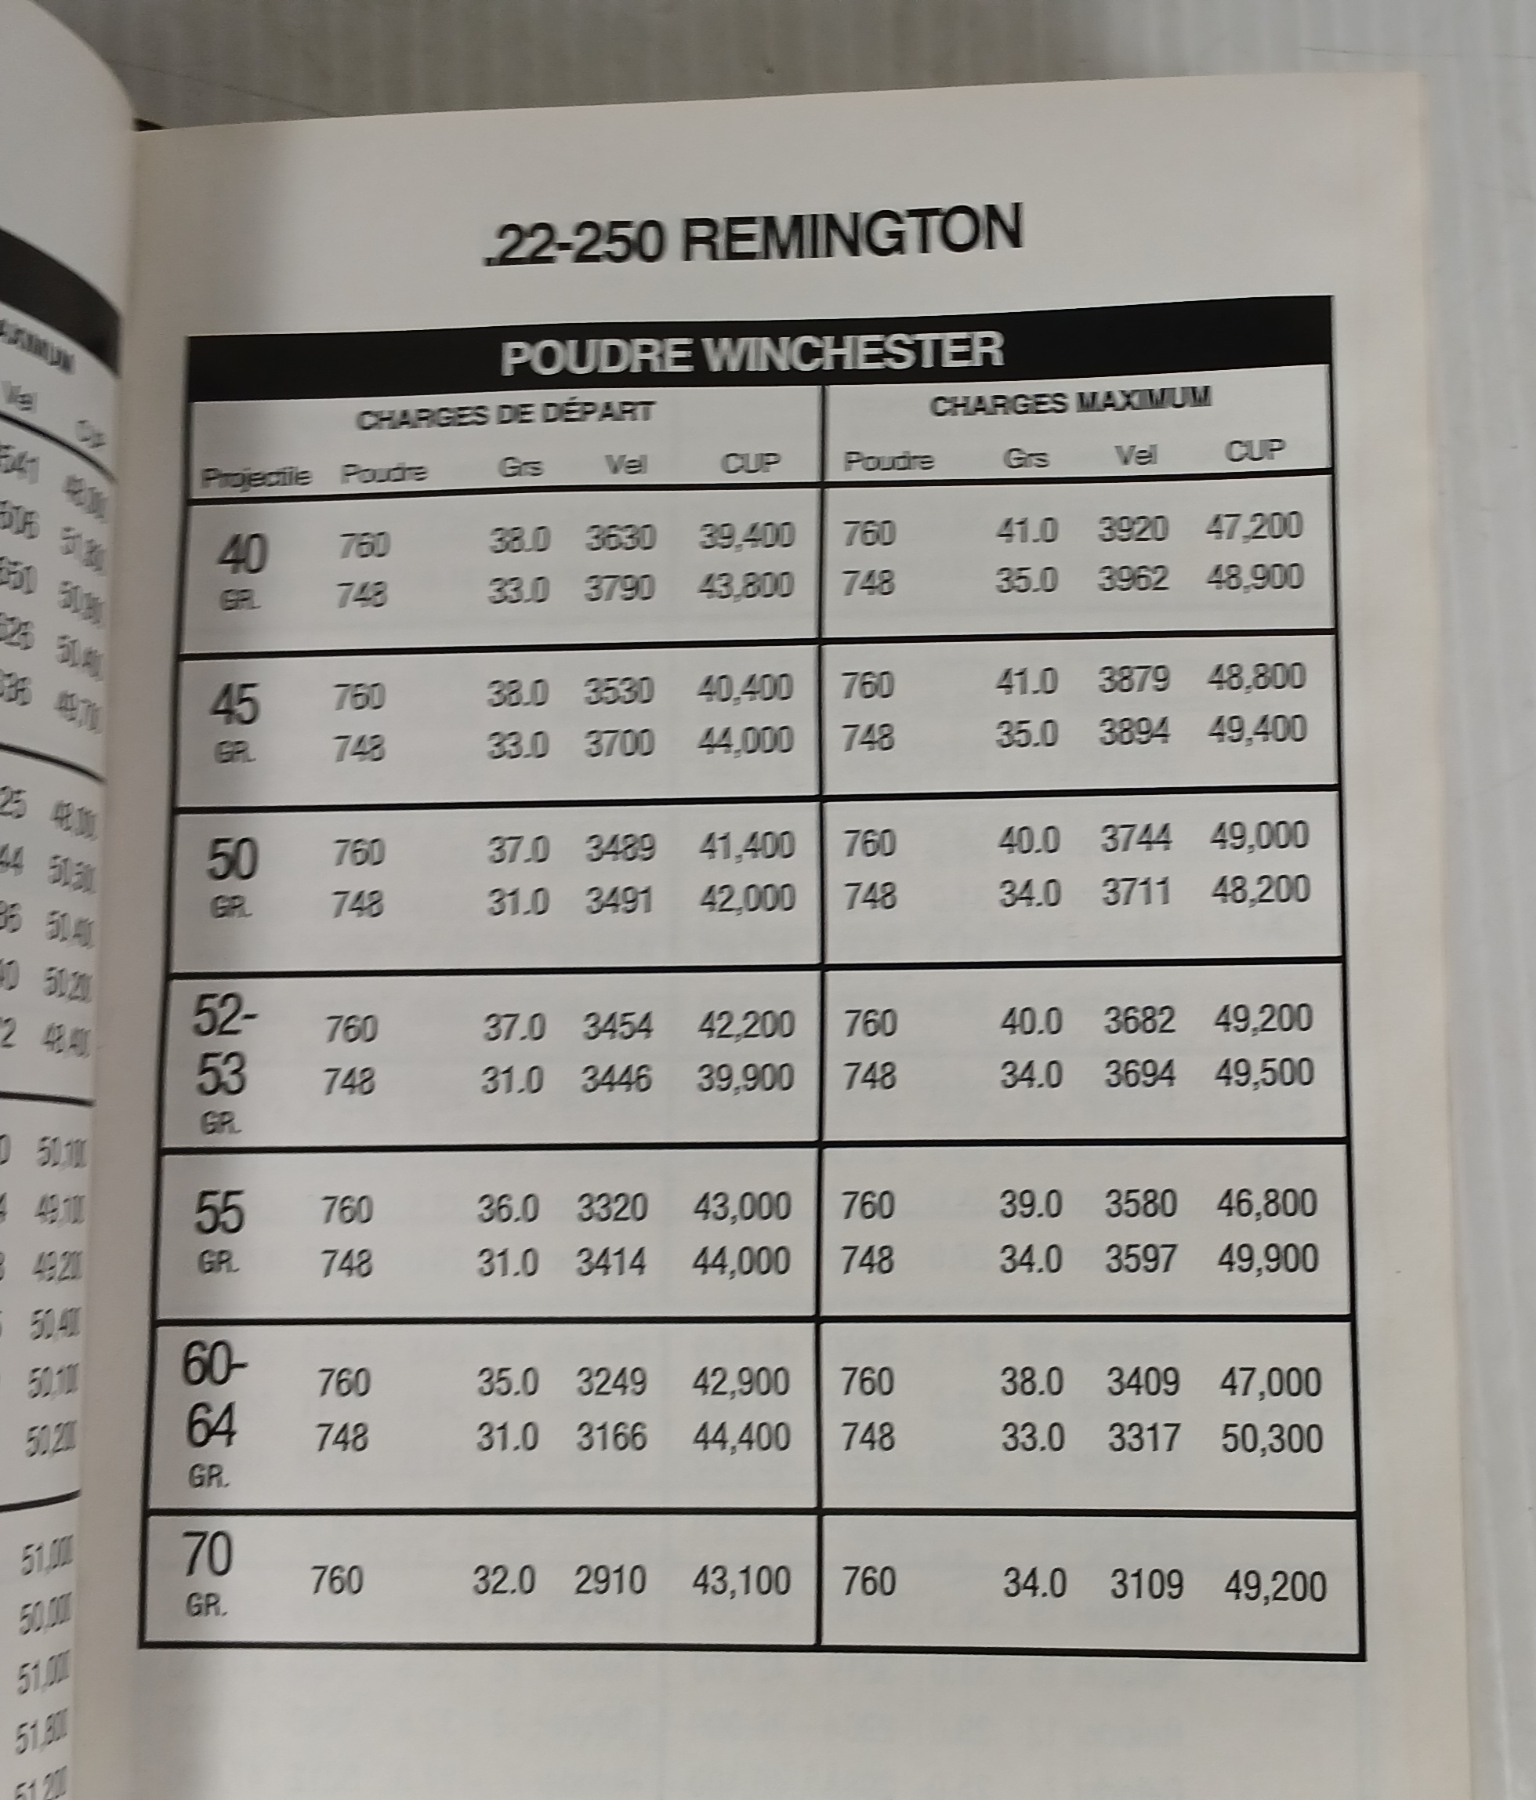 .22-250 REMINGTON
POUDRE WINCHESTER
CHARGES DE DÉPART CHARGES MAXIMUM
Projectile Poudre Grs Vel CUP Poudre Grs Vel CUP
40 GR. 760 38.0 3630 39,400 760 41.0 3920 47,200
748 33.0 3790 43,800 748 35.0 3962 48,900
45 GR. 760 38.0 3530 40,400 760 41.0 3879 48,800
748 33.0 3700 44,000 748 35.0 3894 49,400
50 GR. 760 37.0 3489 41,400 760 40.0 3744 49,000
748 31.0 3491 42,000 748 34.0 3711 48,200
52-53 GR. 760 37.0 3454 42,200 760 40.0 3682 49,200
748 31.0 3446 39,900 748 34.0 3694 49,500
55 GR. 760 36.0 3320 43,000 760 39.0 3580 46,800
748 31.0 3414 44,000 748 34.0 3597 49,900
60-64 GR. 760 35.0 3249 42,900 760 38.0 3409 47,000
748 31.0 3166 44,400 748 33.0 3317 50,300
70 GR. 760 32.0 2910 43,100 760 34.0 3109 49,200